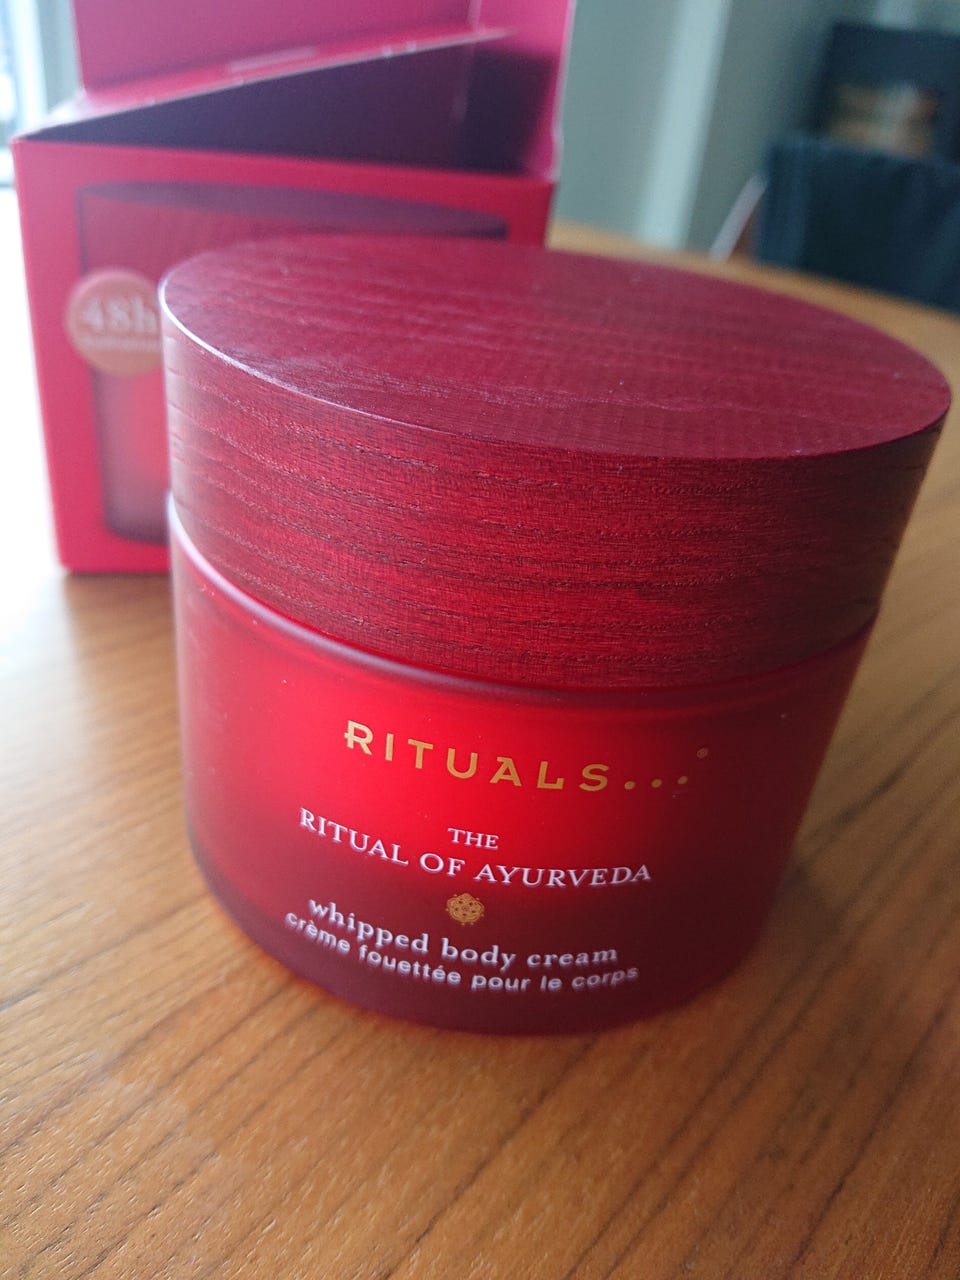 48h
RITUALS...®
THE
RITUAL OF AYURVEDA
whipped body cream
crème fouettée pour le corps